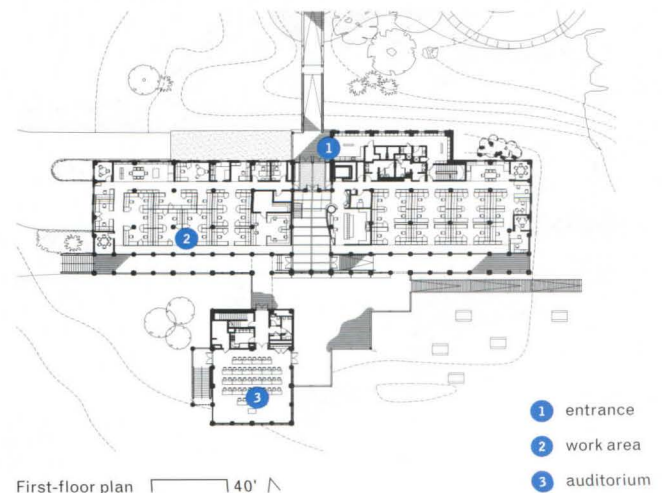 1
2
3
1 entrance
2 work area
3 auditorium
First-floor plan 40'